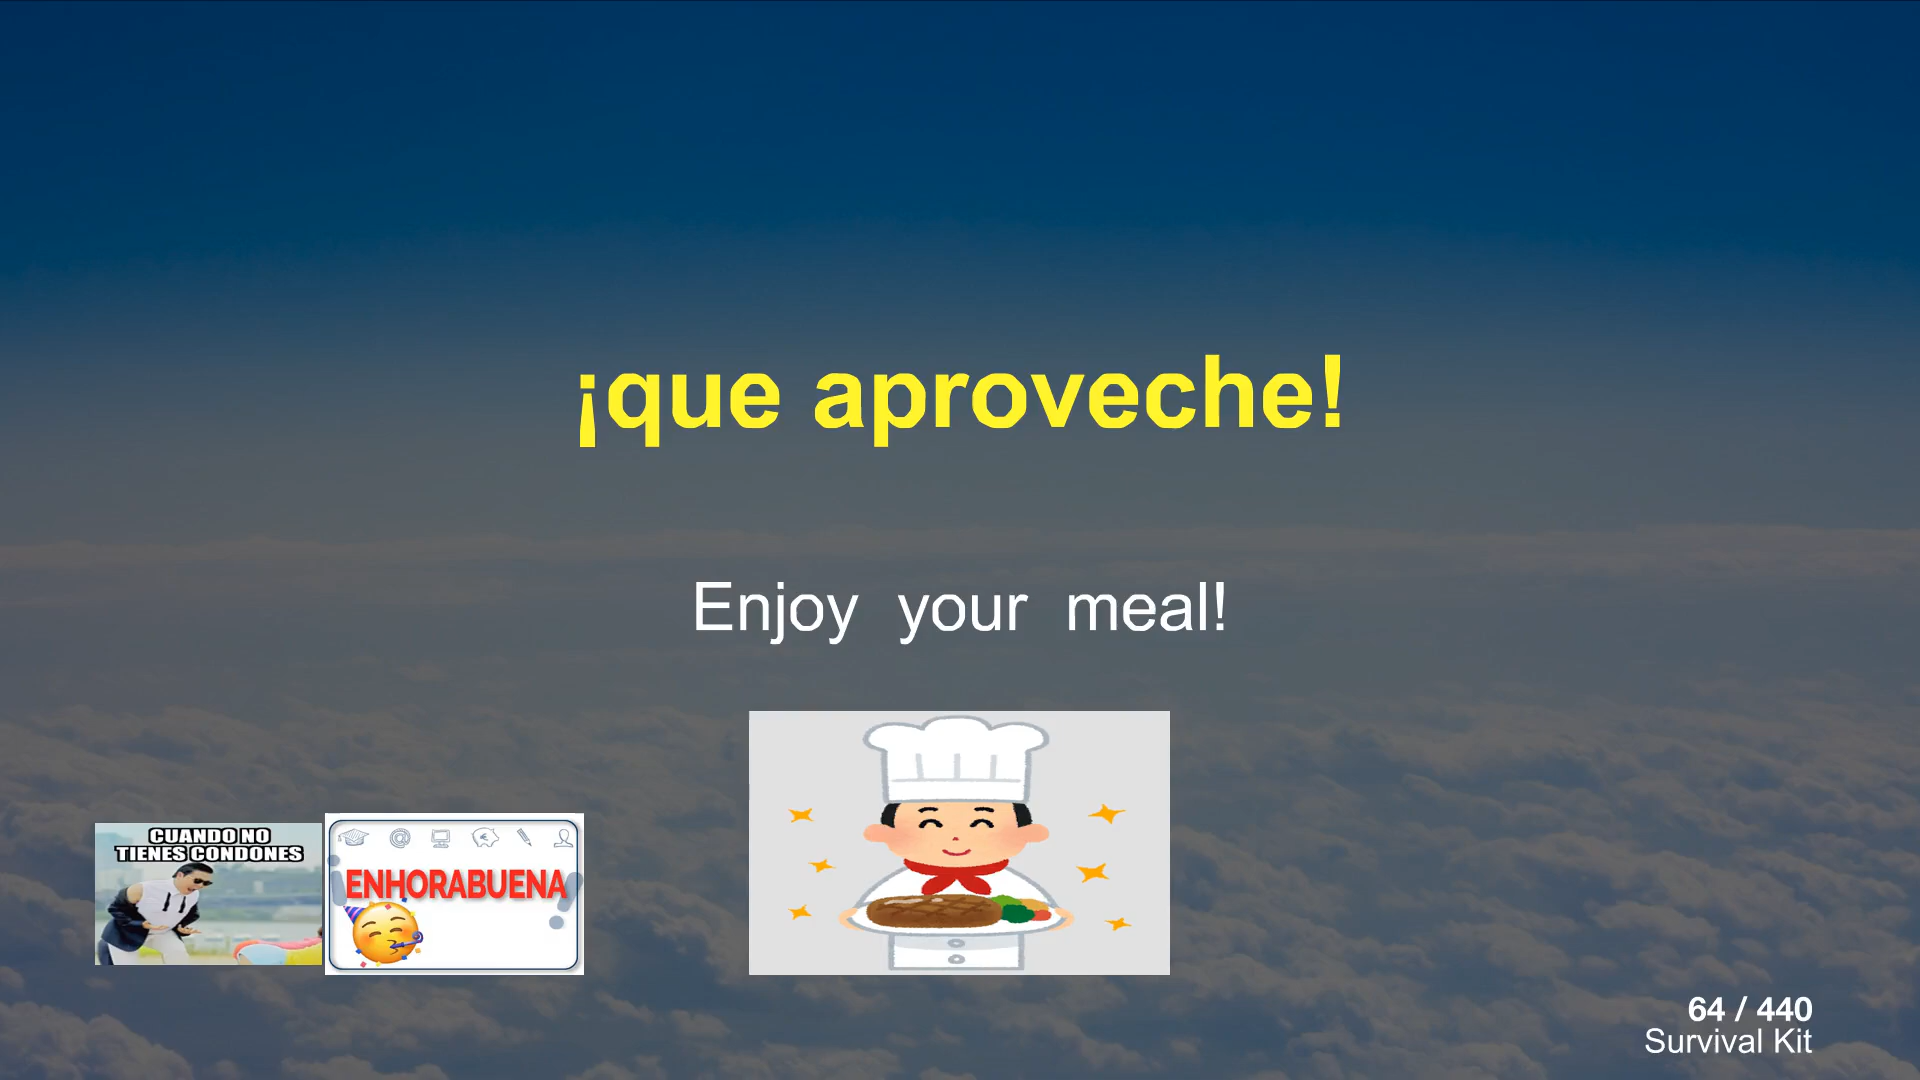 ¡que aproveche!
Enjoy your meal!
CUANDO NO
TIENES CONDONES
ENHORABUENA
64 / 440
Survival Kit